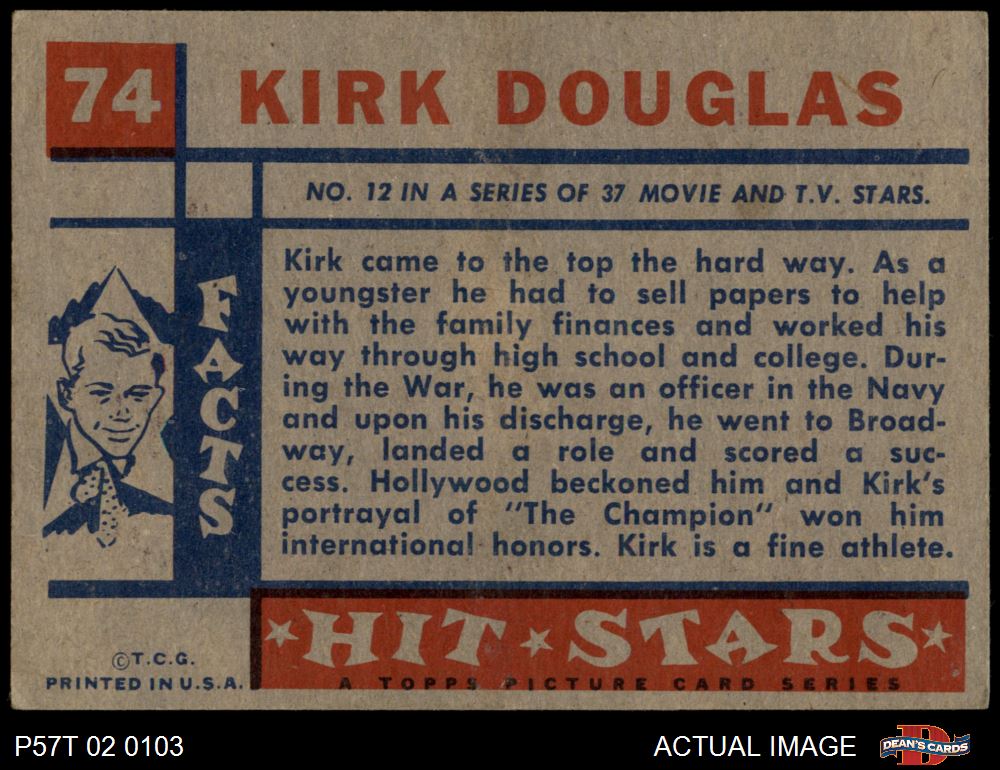 74
KIRK DOUGLAS
NO. 12 IN A SERIES OF 37 MOVIE AND T.V. STARS.
FACTS
Kirk came to the top the hard way. As a
youngster he had to sell papers to help
with the family finances and worked his
way through high school and college. Dur-
ing the War, he was an officer in the Navy
and upon his discharge, he went to Broad-
way, landed a role and scored a suc-
cess. Hollywood beckoned him and Kirk's
portrayal of "The Champion" won him
international honors. Kirk is a fine athlete.
HIT STARS
A TOPPS PICTURE CARD SERIES
©T.C.G.
PRINTED IN U.S.A.
P57T 02 0103
ACTUAL IMAGE
D
DEAN'S CARDS